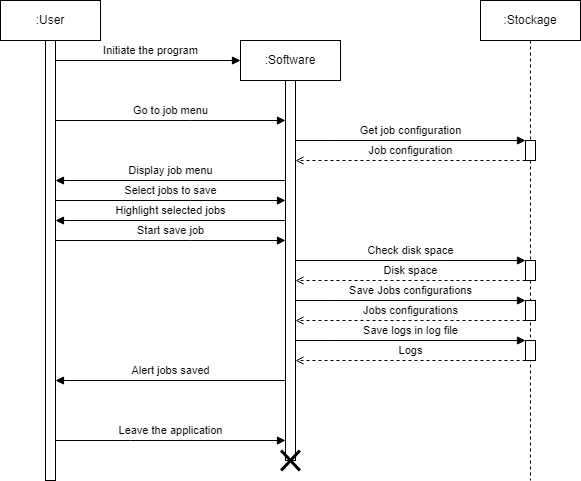 :User
:Stockage
Initiate the program
:Software
Go to job menu
Get job configuration
Job configuration
Display job menu
Select jobs to save
Highlight selected jobs
Start save job
Check disk space
Disk space
Save Jobs configurations
Jobs configurations
Save logs in log file
Logs
Alert jobs saved
Leave the application